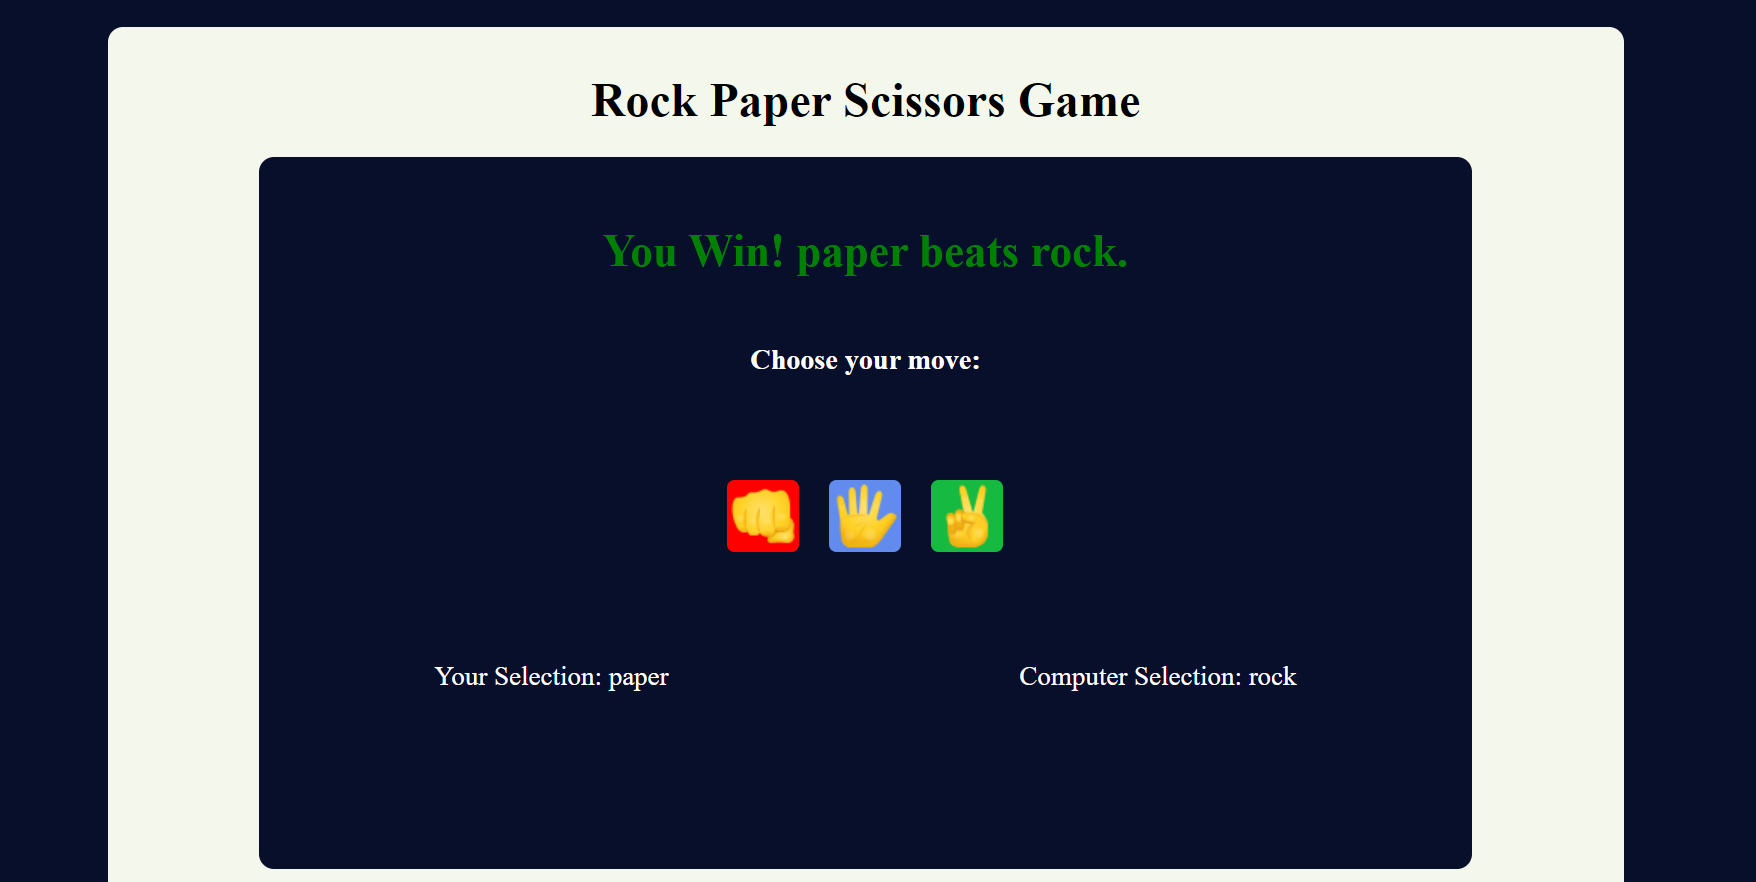 Rock Paper Scissors Game
You Win! paper beats rock.
Choose your move:
Your Selection: paper
Computer Selection: rock